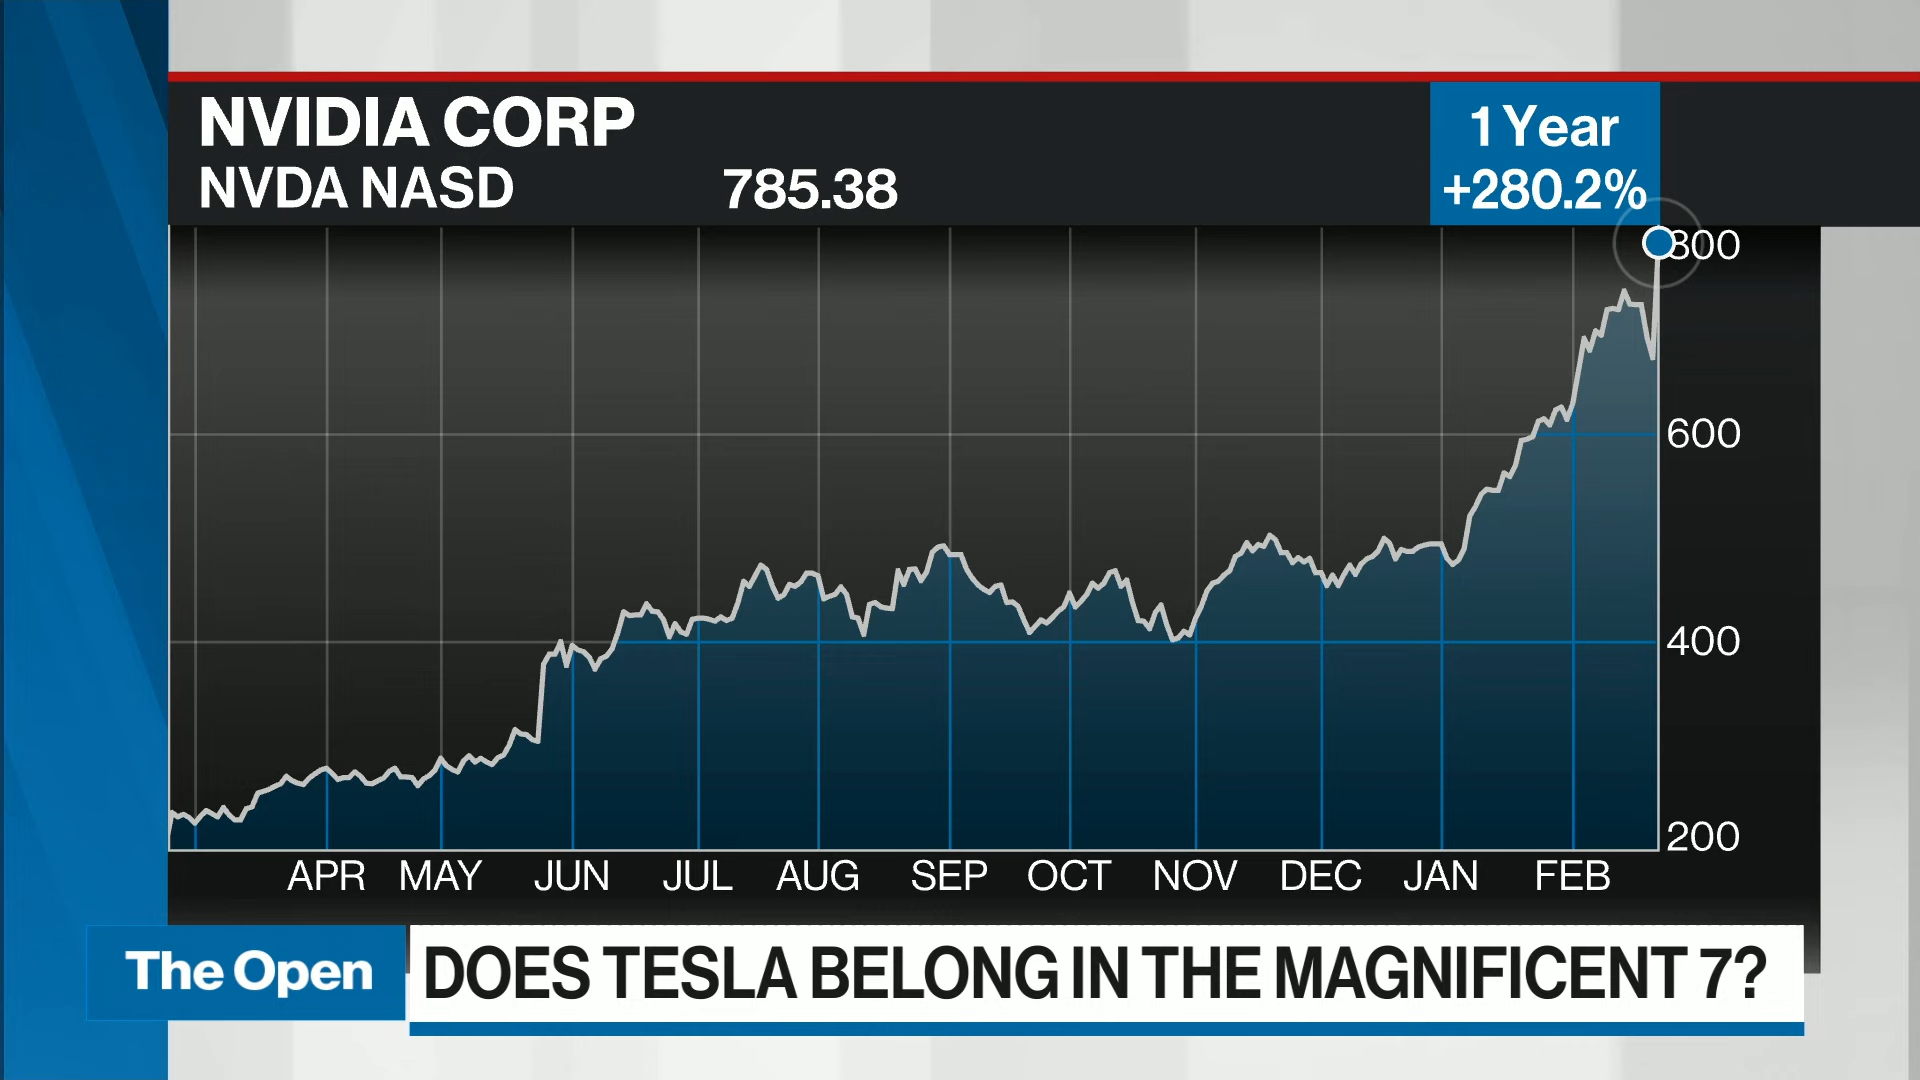 NVIDIA CORP
NVDA NASD 785.38
1 Year
+280.2%
800
600
400
200
APR MAY JUN JUL AUG SEP OCT NOV DEC JAN FEB
The Open
DOES TESLA BELONG IN THE MAGNIFICENT 7?